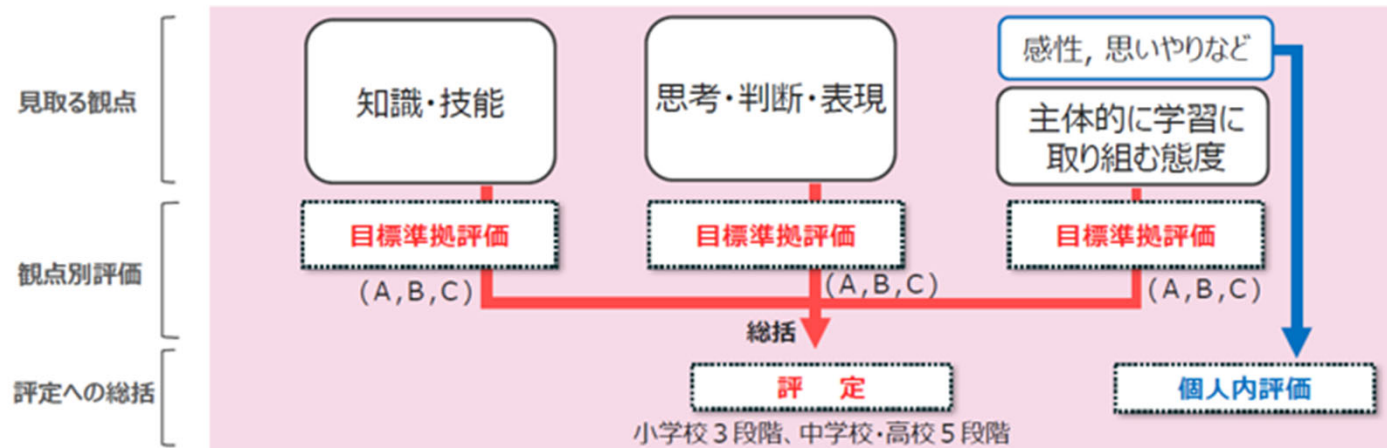 見取る観点
知識・技能
思考・判断・表現
感性, 思いやりなど
主体的に学習に
取り組む態度
観点別評価
目標準拠評価
目標準拠評価
目標準拠評価
(A,B,C)
(A,B,C)
(A,B,C)
総括
評定への総括
評 定
個人内評価
小学校3段階、中学校・高校5段階